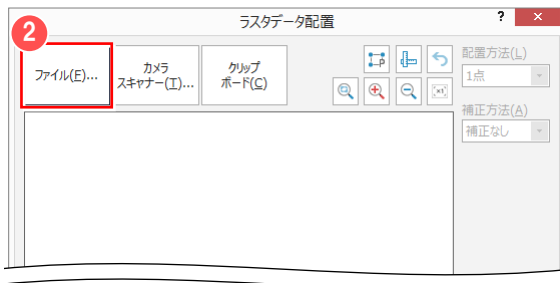 ラスタデータ配置
?
×
2
ファイル(F)...
カメラ
スキャナー(I)...
クリップ
ボード(C)
P
×1
配置方法(L)
1点
補正方法(A)
補正なし